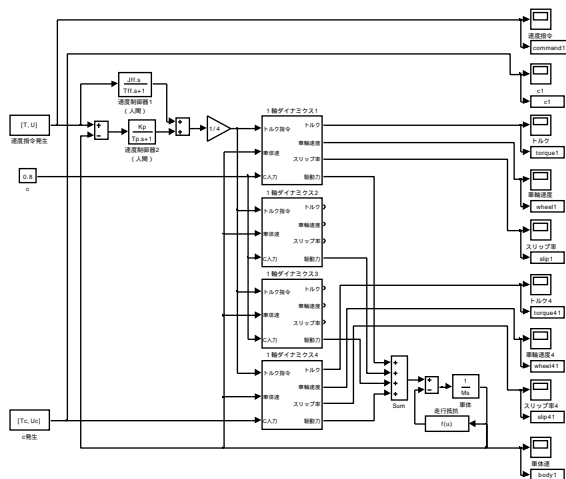 速度指令
command1
c1
c1
[T, U]
速度指令発生
Jff.s
Tff.s+1
速度制御器1
(人間)
Kp
Tp.s+1
速度制御器2
(人間)
1/4
0.8
c
1軸ダイナミクス1
トルク指令
車体速
C入力
トルク
車輪速度
スリップ率
駆動力
トルク
torque1
車輪速度
wheel1
スリップ率
slip1
1軸ダイナミクス2
トルク指令
車体速
C入力
トルク
車輪速度
スリップ率
駆動力
1軸ダイナミクス3
トルク指令
車体速
C入力
トルク
車輪速度
スリップ率
駆動力
1軸ダイナミクス4
トルク指令
車体速
C入力
トルク
車輪速度
スリップ率
駆動力
トルク4
torque41
車輪速度4
wheel41
スリップ率4
slip41
Sum
1
Ms
車体
走行抵抗
f(u)
[Tc, Uc]
c発生
車体速
body1